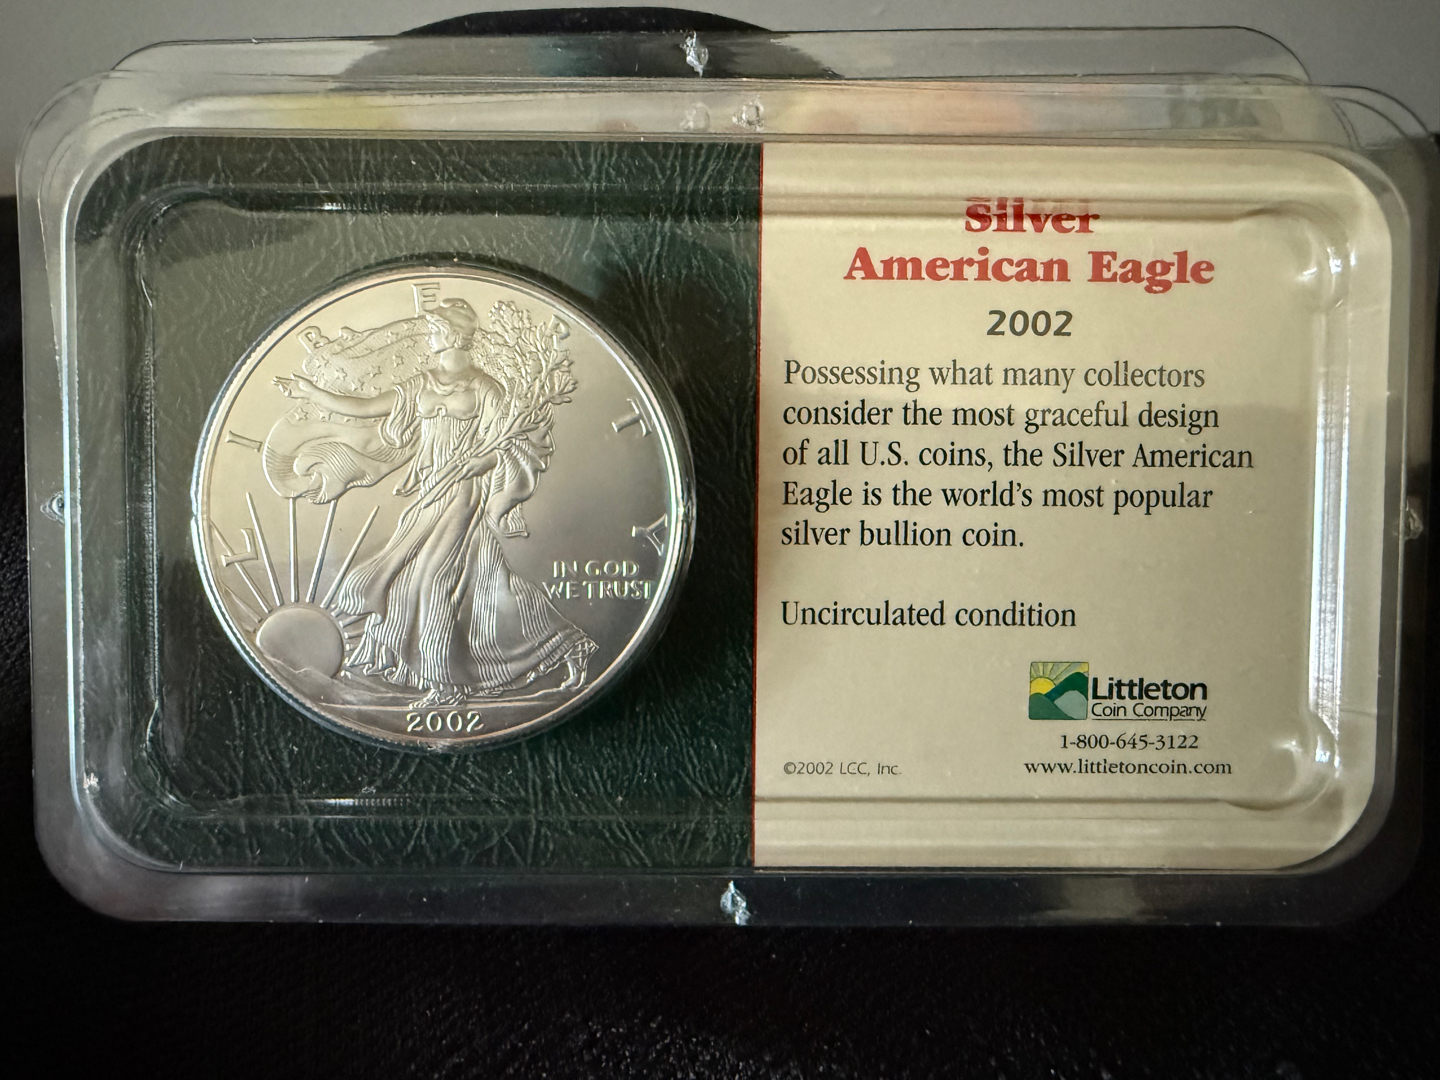 LIBERTY
IN GOD
WE TRUST
2002
Silver
American Eagle
2002
Possessing what many collectors
consider the most graceful design
of all U.S. coins, the Silver American
Eagle is the world's most popular
silver bullion coin.
Uncirculated condition
Littleton
Coin Company
1-800-645-3122
©2002 LCC, Inc.
www.littletoncoin.com